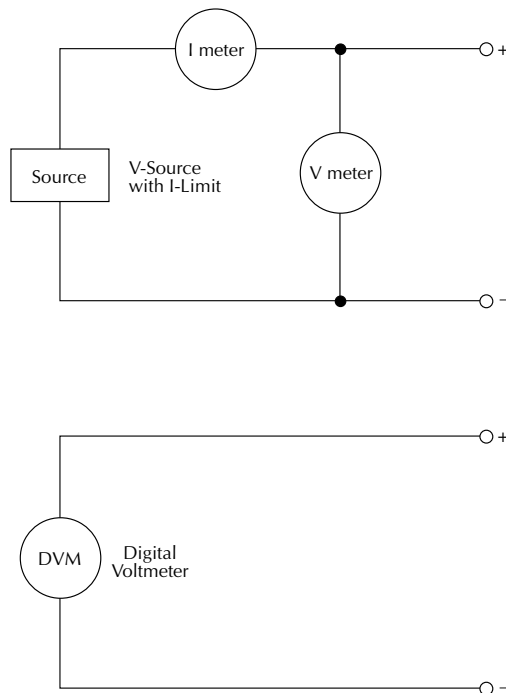 I meter
+
Source
V-Source
with I-Limit
V meter
−
+
DVM
Digital
Voltmeter
−